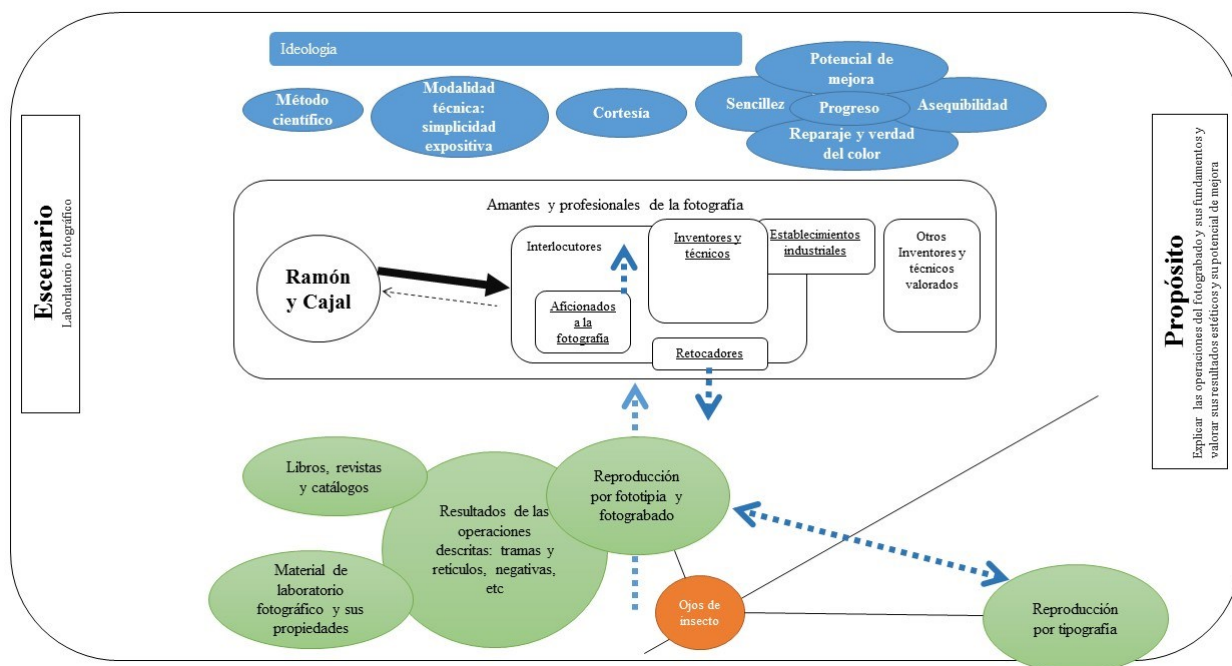 Ideología
Método
científico
Modalidad
técnica:
simplicidad
expositiva
Cortesía
Potencial de
mejora
Sencillez
Progreso
Asequibilidad
Reparaje y verdad
del color
Escenario
Laborlatorio fotográfico
Amantes y profesionales de la fotografía
Ramón
y Cajal
Interlocutores
Aficionados
a la
fotografía
Inventores y
técnicos
Establecimientos
industriales
Retocadores
Otros
Inventores y
técnicos
valorados
Propósito
Explicar las operaciones del fotograbado y sus fundamentos y
valorar sus resultados estéticos y su potencial de mejora
Libros, revistas
y catálogos
Resultados de las
operaciones
descritas: tramas y
retículos, negativas,
etc
Reproducción
por fototipia y
fotograbado
Material de
laboratorio
fotográfico y sus
propiedades
Ojos de
insecto
Reproducción
por tipografía